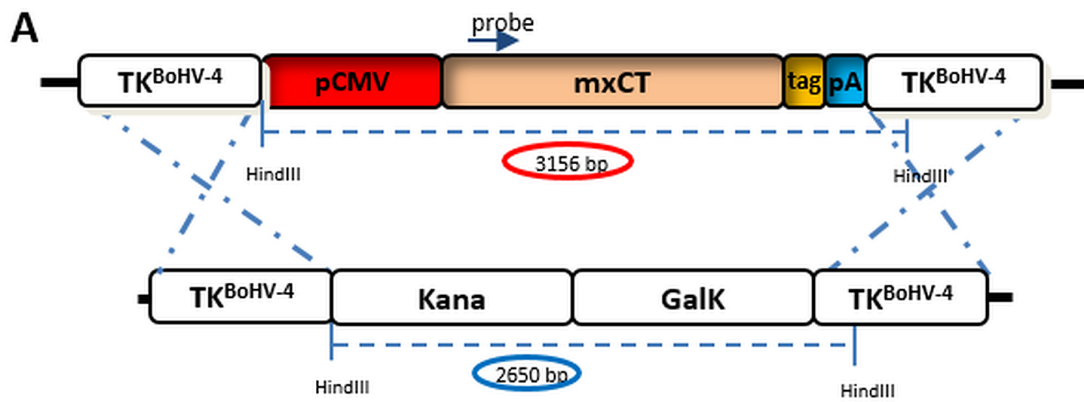 A
probe
TKBoHV-4 pCMV mxCT tag pA TKBoHV-4
3156 bp
HindIII HindIII
TKBoHV-4 Kana GalK TKBoHV-4
2650 bp
HindIII HindIII